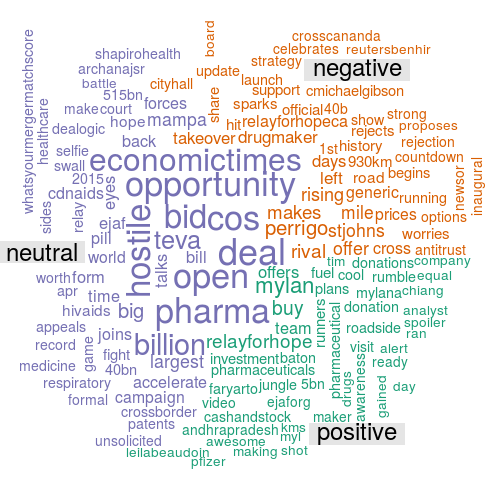 board
crosscananda
celebrates reutersbenhir
shapirohealth
strategy
negative
archanajsr
update launch
battle
cityhall
support cmichaelgibson
whatsyourmergermatchscore
515bn
forces
share
sparks
official 40b
makecourt
hope mampa
hit relayforhopeca
show strong
healthcare
dealogic
back
takeover drugmaker
rejects proposes
1st history rejection
selfie
economictimes
days 930km countdown
swall
2015w
eyes
opportunity
left road begins
newsor
inaugural
cdnaids
rising generic running
sides
relay
ejaf
hostile
bidcos
makes mile prices options
perrigo stjohns
worries
pill
teva
deal
rival offer cross antitrust
neutral
world
talks
bill
tim donations company
worth form
open
offers fuel cool rumble equal
apr time
mylan plans mylana chiang
hivaids big
pharma
buy
runners
pharmaceutical
donation analyst
appeals
joins
team
roadside spoiler
record
game
billion
relayforhope
visit alert ran
fight
largest
investment baton
ready
medicine 40bn
pharmaceuticals
awareness
drugs
gained
day
respiratory accelerate
faryarto jungle 5bn
formal campaign
video
crossborder
cashandstock maker
patents
andhrapradesh kms
positive
unsolicited
awesome myl
leilabeaudoin making shot
pfizer